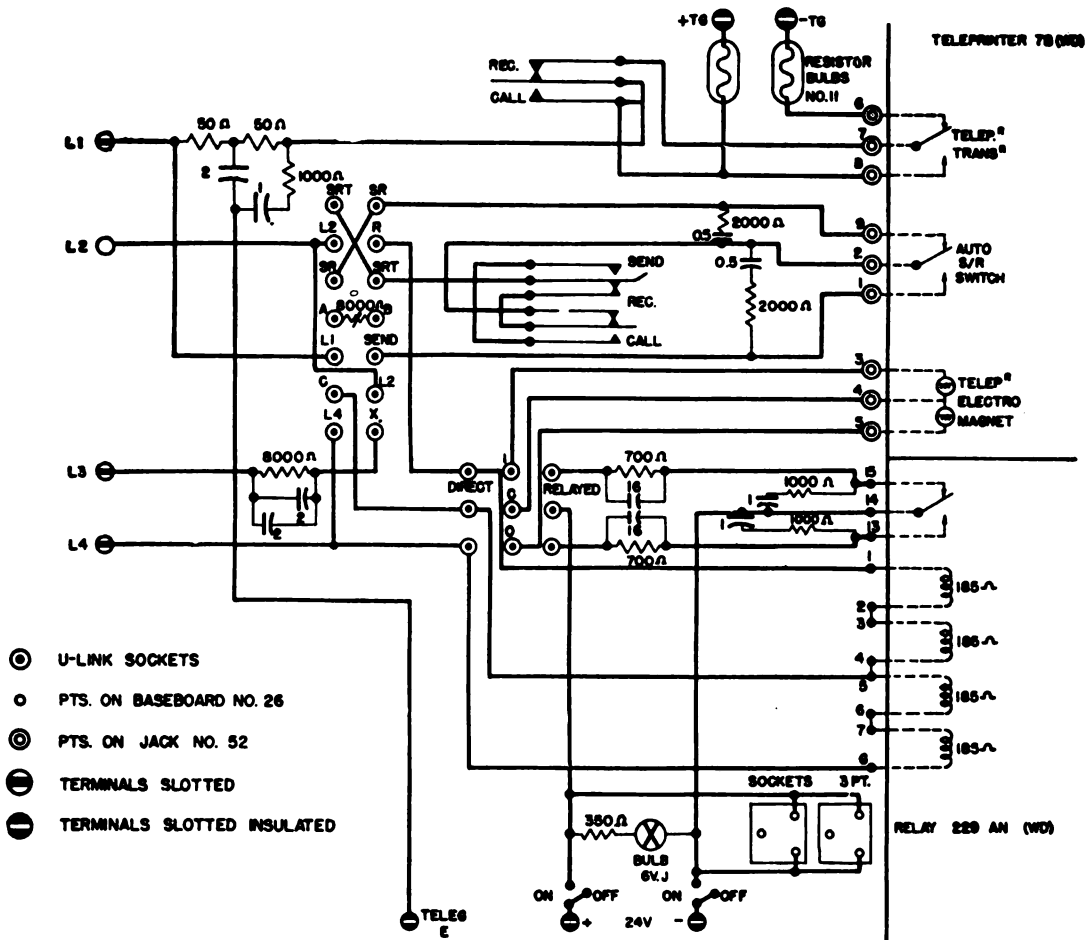 +TG
-TG
TELEPRINTER 7B (WD)
REC.
CALL
RESISTOR
BULBS
NO. 11
6
7
8
TELEP.R
TRANSR
L1
50 Ω
50 Ω
2
1
1000 Ω
SRT
SR
L2
L2
R
SR
SRT
2000 Ω
0.5
0.5
2000 Ω
9
2
1
AUTO
S/R
SWITCH
SEND
REC.
CALL
A
8000 Ω
B
L1
SEND
C
L2
L4
X
3
4
5
TELEP.R
ELECTRO
MAGNET
L3
8000 Ω
2
2
L4
DIRECT
1
C
O
RELAYED
700 Ω
16
16
700 Ω
1
1000 Ω
1
1000 Ω
15
14
13
1
2
3
4
5
6
7
185 Ω
185 Ω
185 Ω
185 Ω
U-LINK SOCKETS
PTS. ON BASEBOARD NO. 26
PTS. ON JACK NO. 52
TERMINALS SLOTTED
TERMINALS SLOTTED INSULATED
SOCKETS 3 PT.
350 Ω
BULB
6V. J
RELAY 229 AN (WD)
ON OFF
ON OFF
TELEG
E
+ 24V -